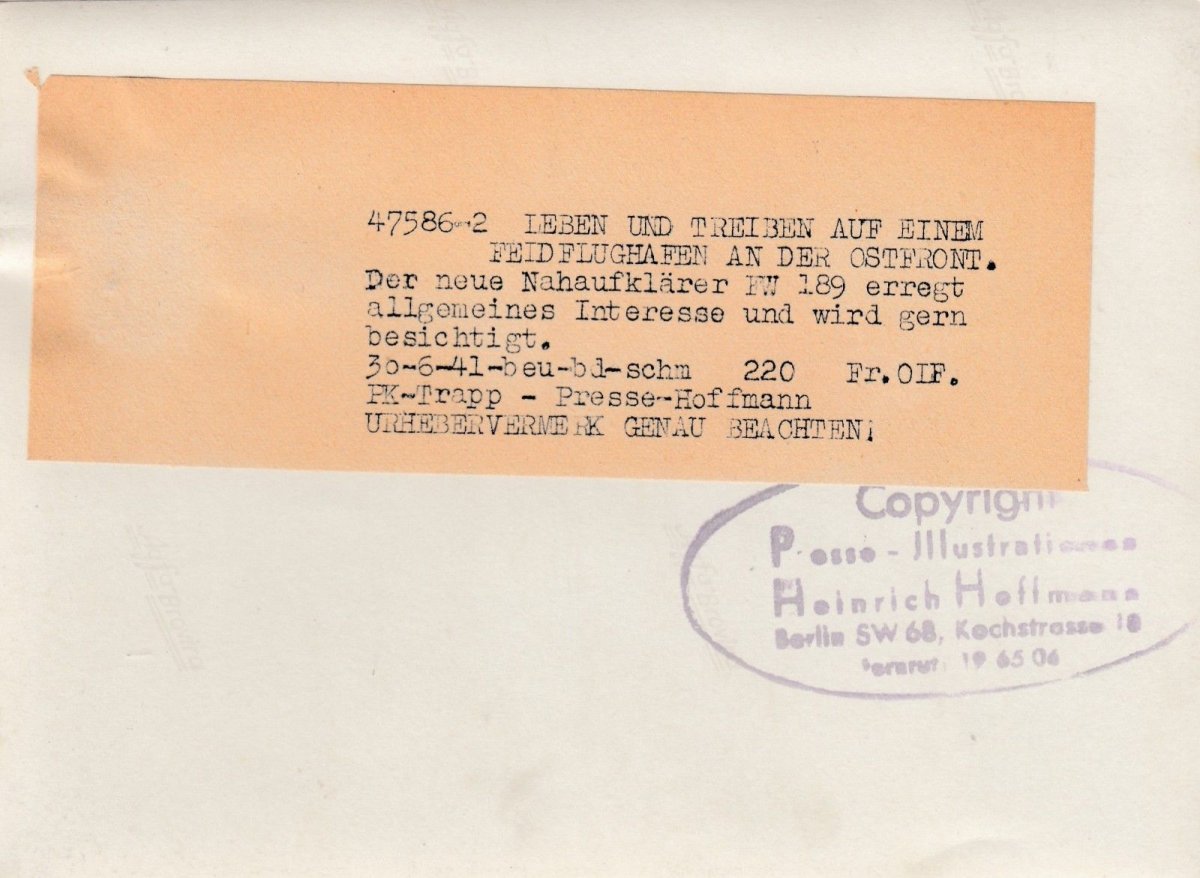 47586-2 LEBEN UND TREIBEN AUF EINEM
FEIDFLUGHAFEN AN DER OSTFRONT.
Der neue Nahaufklärer FW 189 erregt
allgemeines Interesse und wird gern
besichtigt.
30-6-41-beu-bd-schm 220 Fr.OIF.
PK-Trapp - Presse-Hoffmann
URHEBERVERMERK GENAU BEACHTEN!
Copyright
Presse-Illustrationen
Heinrich Hoffmann
Berlin SW 68, Kochstrasse 10
Fernruf: 19 65 06